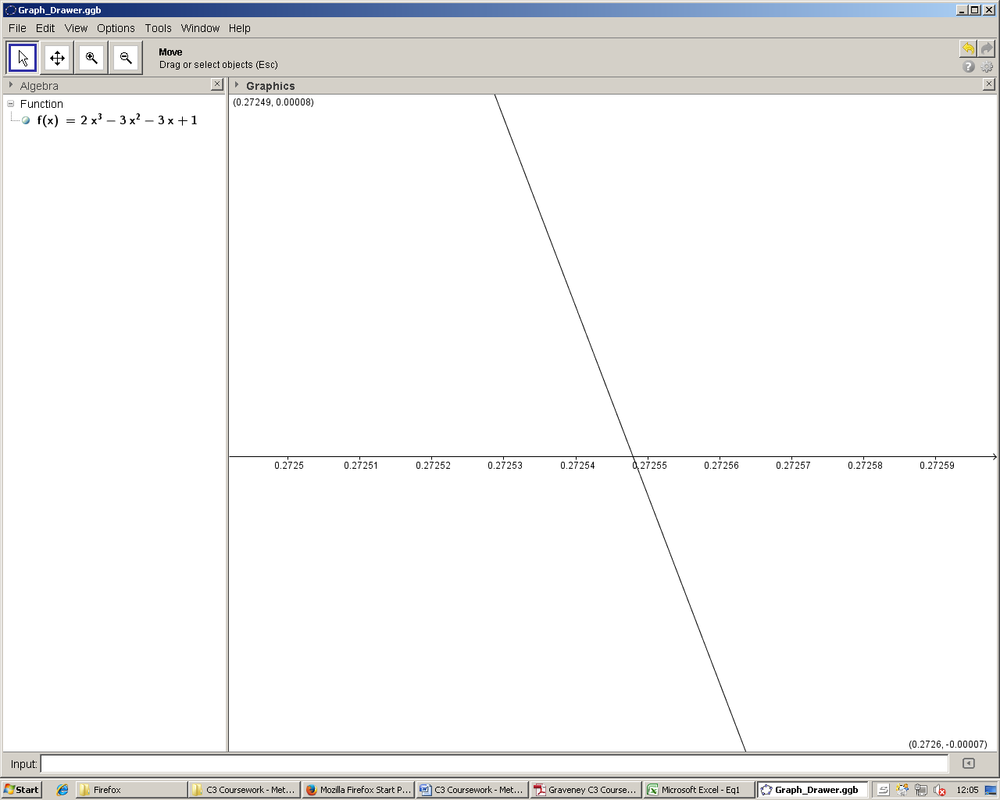 Graph_Drawer.ggb
File Edit View Options Tools Window Help
Move
Drag or select objects (Esc)
Algebra
Graphics
Function
f(x) = 2 x³ − 3 x² − 3 x + 1
(0.27249, 0.00008)
0.2725 0.27251 0.27252 0.27253 0.27254 0.27255 0.27256 0.27257 0.27258 0.27259
(0.2726, -0.00007)
Input:
Start Firefox C3 Coursework - Met... Mozilla Firefox Start P... C3 Coursework - Met... Graveney C3 Course... Microsoft Excel - Eq1 Graph_Drawer.ggb 12:05